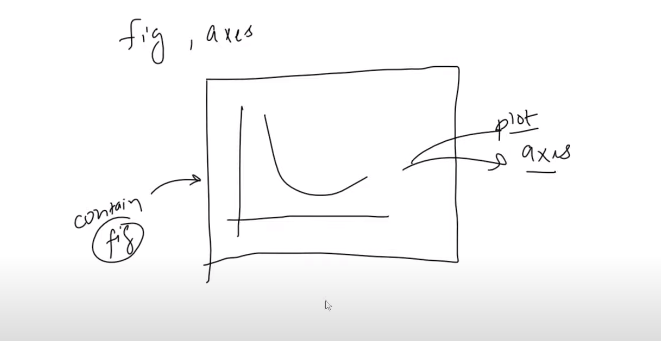 fig , axes
plot
axis
contain
fig